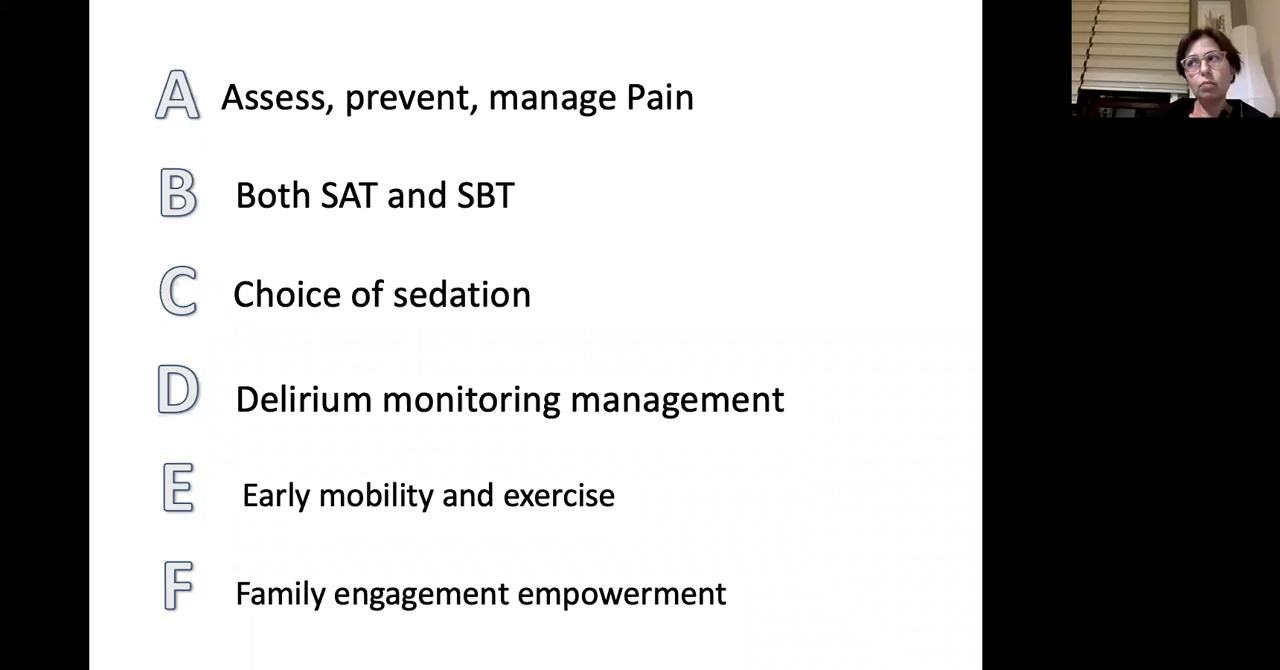 A Assess, prevent, manage Pain
B Both SAT and SBT
C Choice of sedation
D Delirium monitoring management
E Early mobility and exercise
F Family engagement empowerment